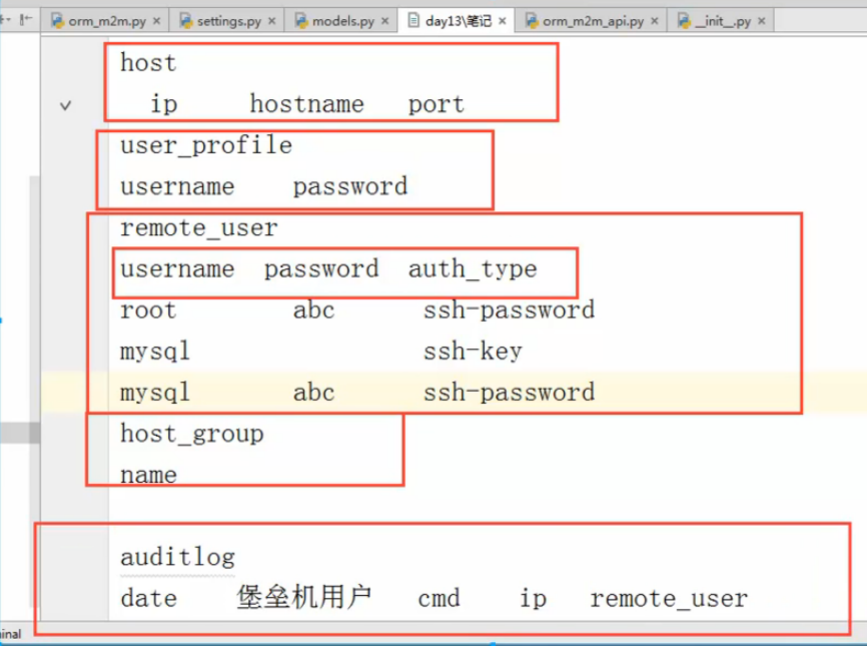 orm_m2m.py × settings.py × models.py × day13\笔记 × orm_m2m_api.py × __init__.py ×
host
ip hostname port
user_profile
username password
remote_user
username password auth_type
root abc ssh-password
mysql ssh-key
mysql abc ssh-password
host_group
name
auditlog
date 堡垒机用户 cmd ip remote_user
inal